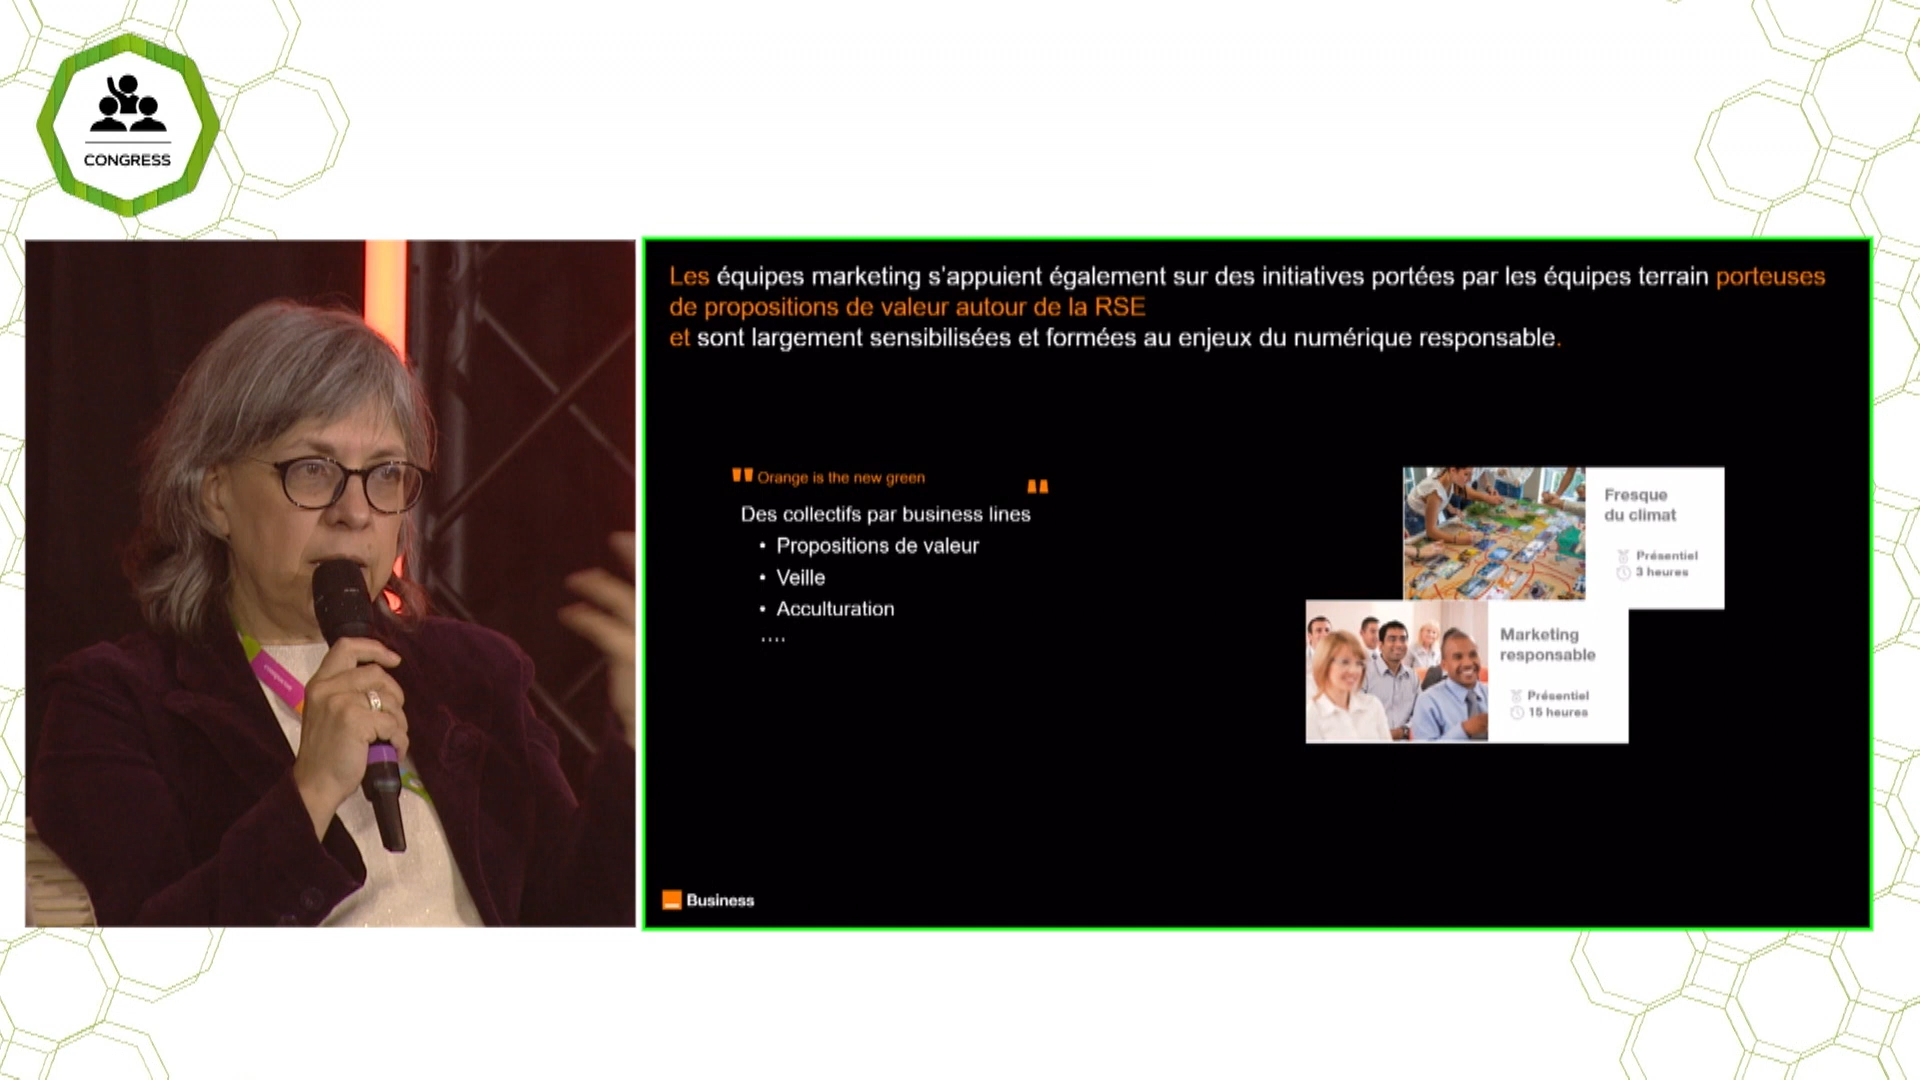 CONGRESS
Les équipes marketing s'appuient également sur des initiatives portées par les équipes terrain porteuses
de propositions de valeur autour de la RSE
et sont largement sensibilisées et formées au enjeux du numérique responsable.
" Orange is the new green "
Des collectifs par business lines
• Propositions de valeur
• Veille
• Acculturation
....
Fresque
du climat
Présentiel
3 heures
Marketing
responsable
Présentiel
15 heures
Business